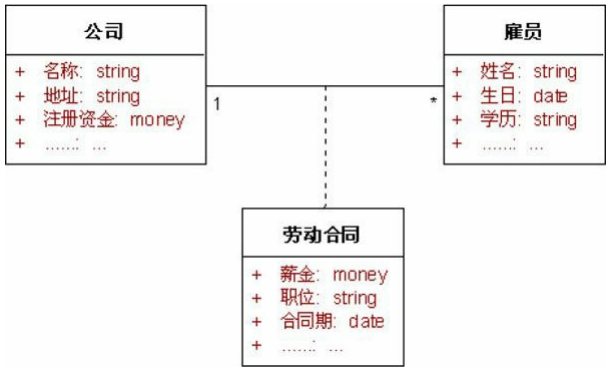 公司
+ 名称: string
+ 地址: string
+ 注册资金: money
+ ......: ...
雇员
+ 姓名: string
+ 生日: date
+ 学历: string
+ ......: ...
1
*
劳动合同
+ 薪金: money
+ 职位: string
+ 合同期: date
+ ......: ...